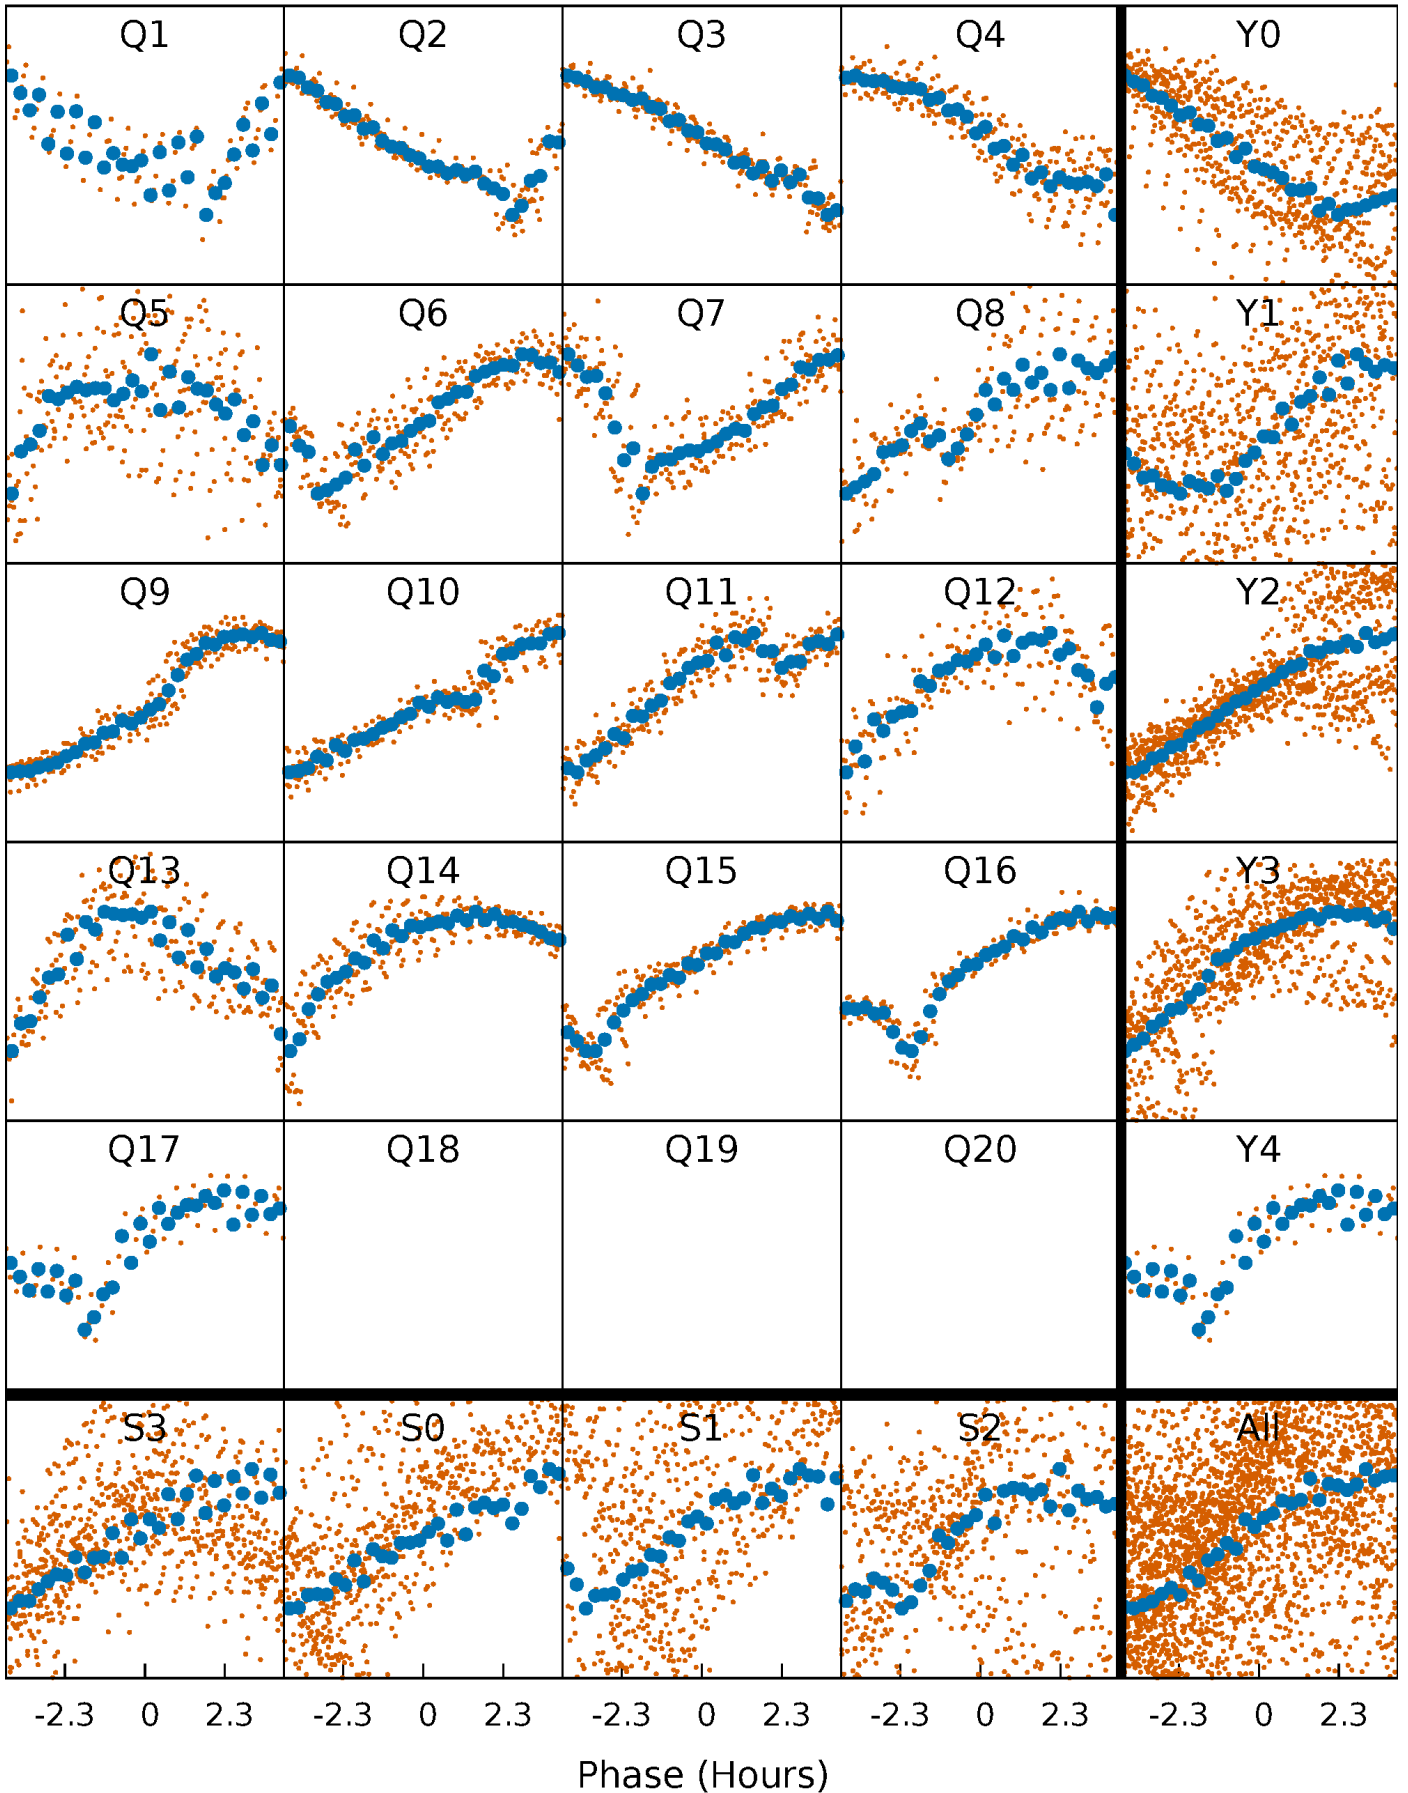 Q1 Q2 Q3 Q4 Y0
Q5 Q6 Q7 Q8 Y1
Q9 Q10 Q11 Q12 Y2
Q13 Q14 Q15 Q16 Y3
Q17 Q18 Q19 Q20 Y4
S3 S0 S1 S2 All
-2.3 0 2.3 -2.3 0 2.3 -2.3 0 2.3 -2.3 0 2.3 -2.3 0 2.3
Phase (Hours)